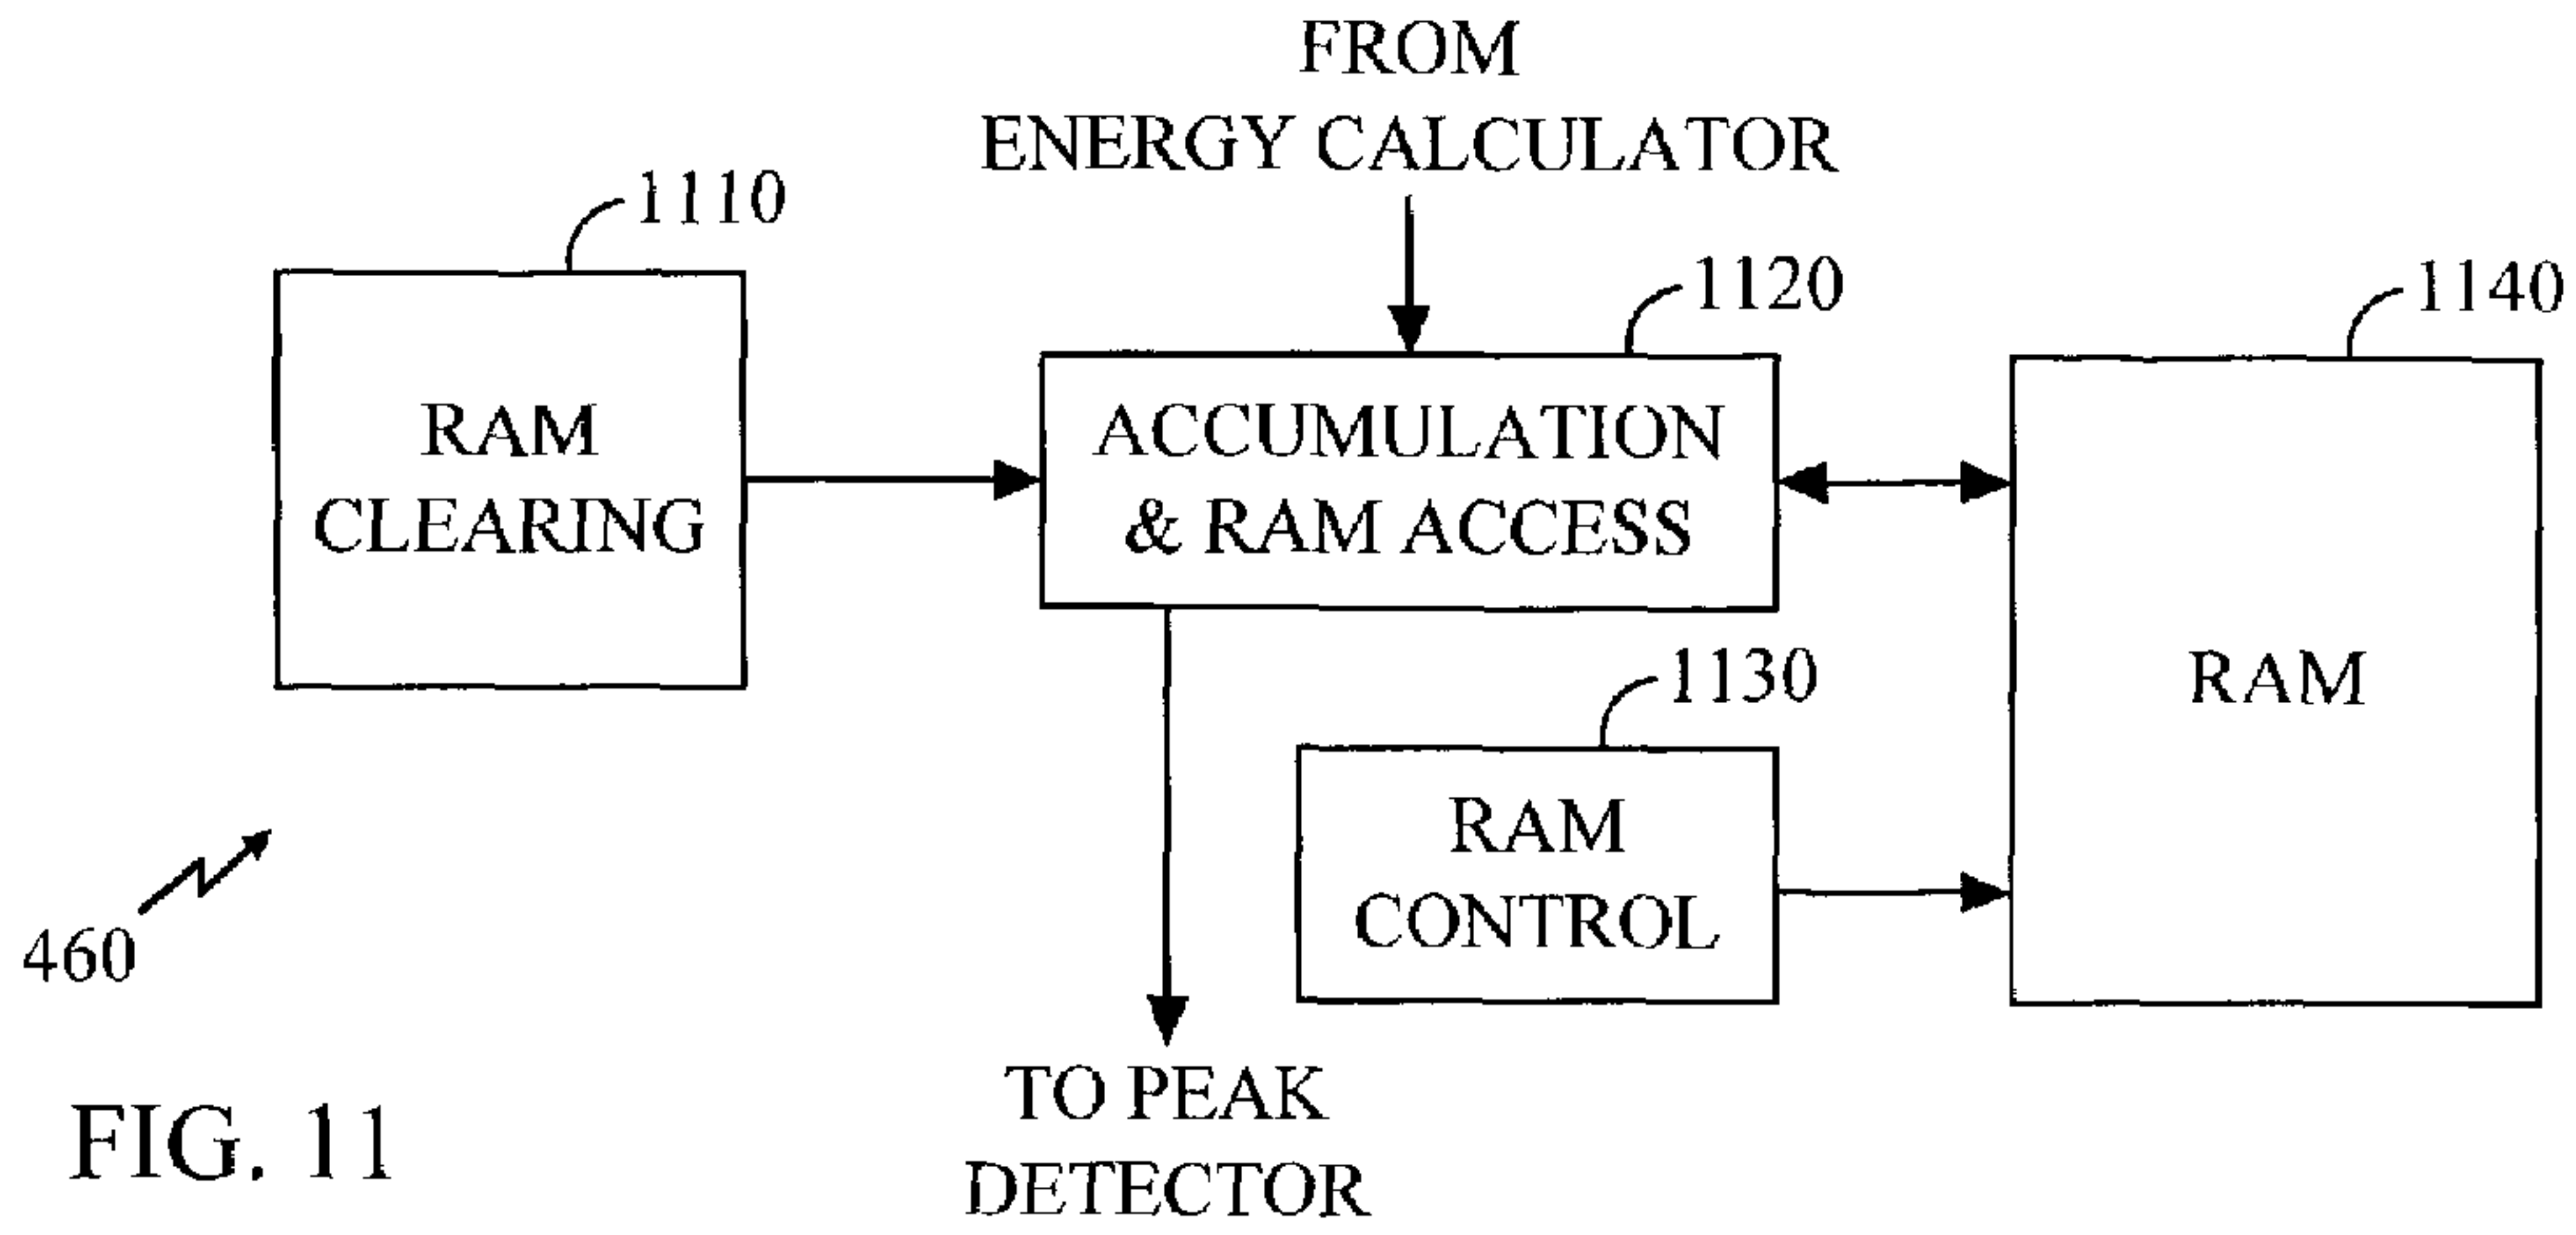 FROM
ENERGY CALCULATOR
1110
1120
1140
RAM
CLEARING
ACCUMULATION
& RAM ACCESS
RAM
1130
RAM
CONTROL
460
TO PEAK
DETECTOR
FIG. 11